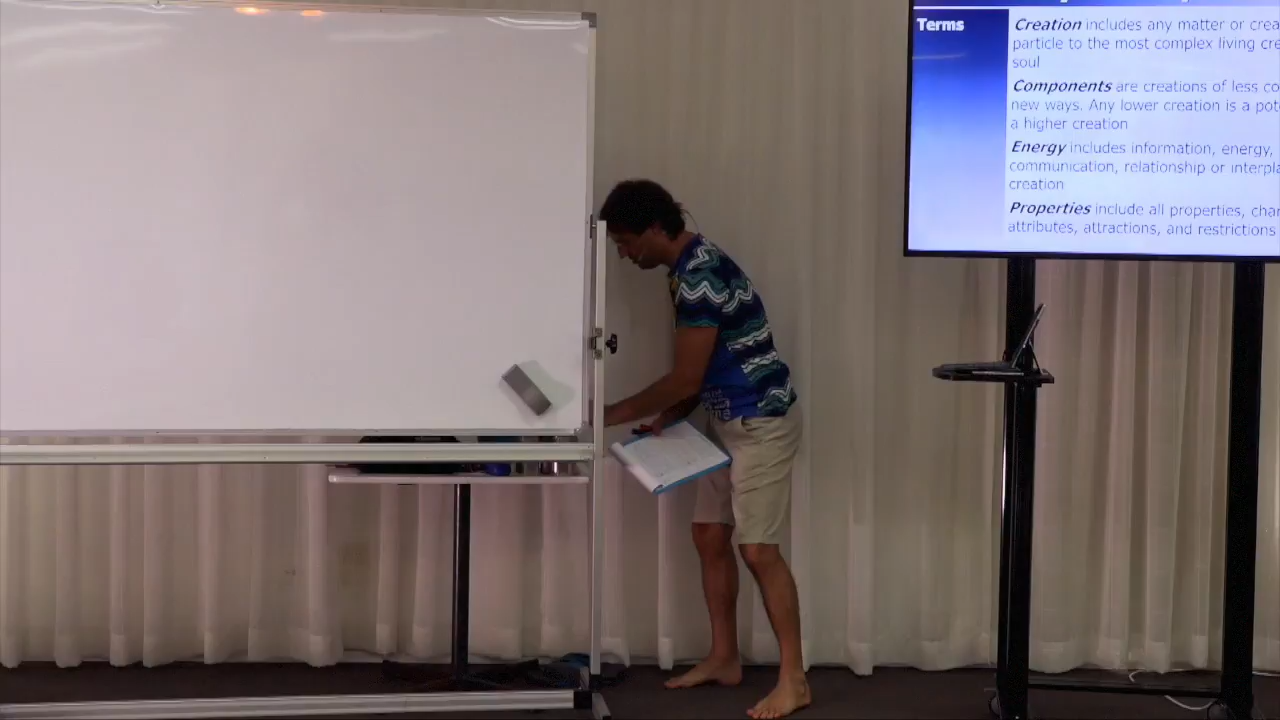 Terms
Creation includes any matter or crea
particle to the most complex living cre
soul
Components are creations of less co
new ways. Any lower creation is a pot
a higher creation
Energy includes information, energy,
communication, relationship or interpla
creation
Properties include all properties, char
attributes, attractions, and restrictions